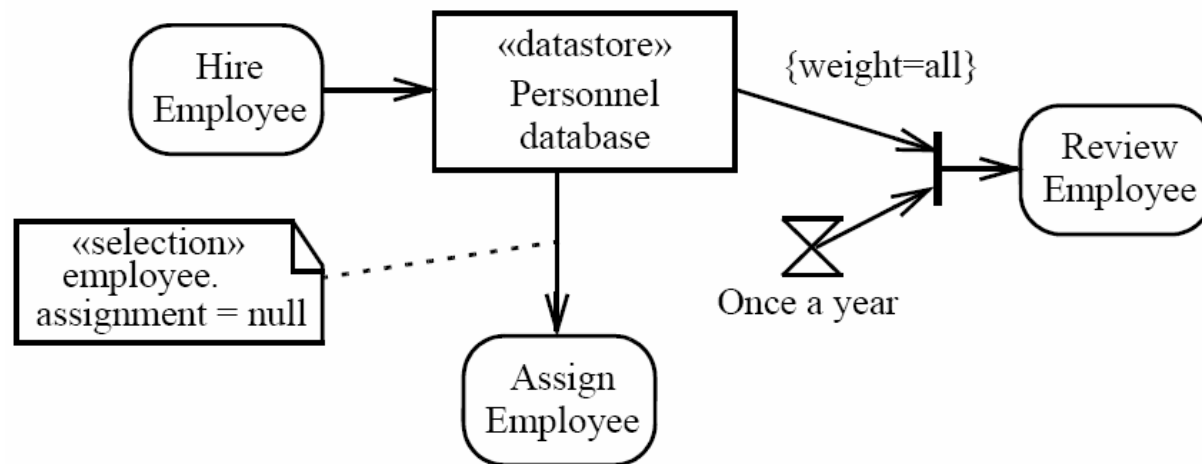 Hire
Employee
«datastore»
Personnel
database
{weight=all}
Review
Employee
«selection»
employee.
assignment = null
Once a year
Assign
Employee